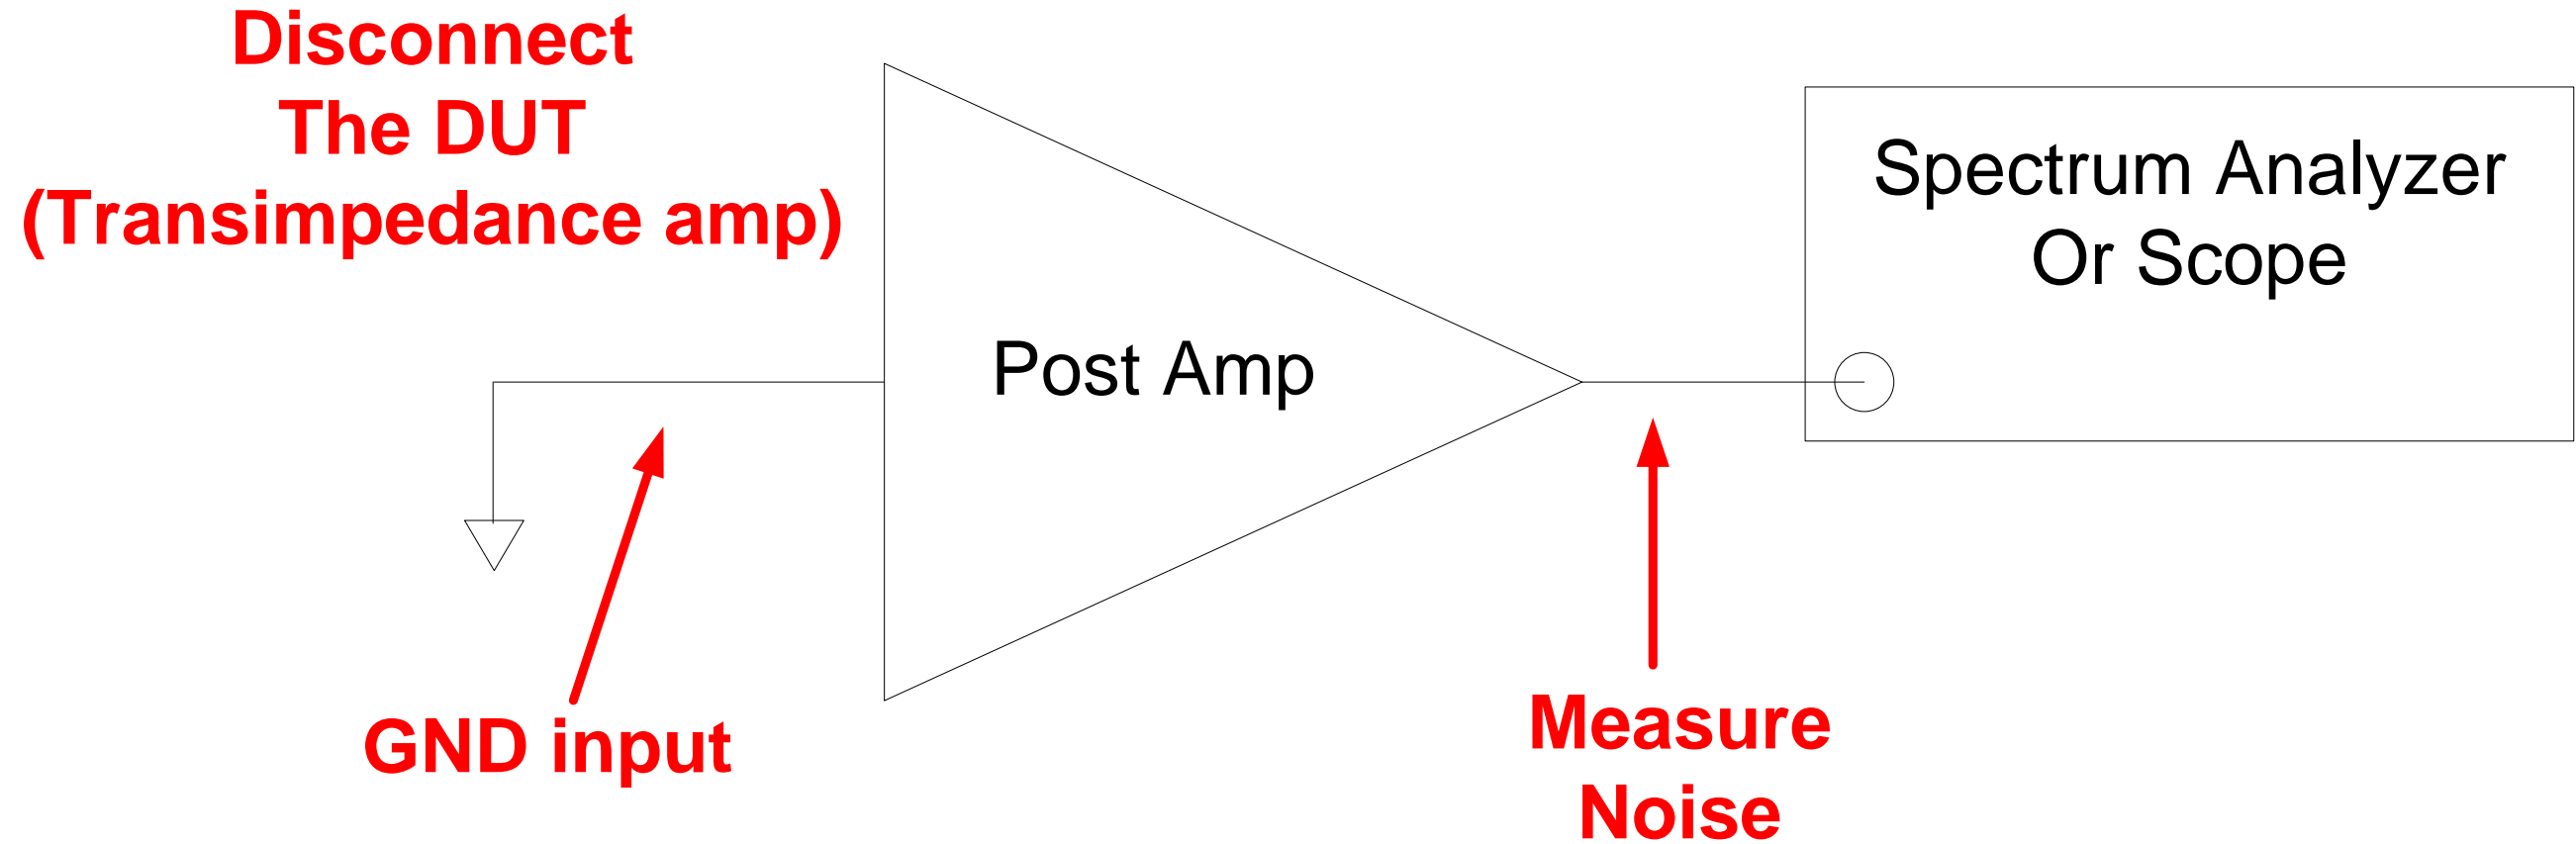 Disconnect
The DUT
(Transimpedance amp)
Spectrum Analyzer
Or Scope
Post Amp
GND input
Measure
Noise